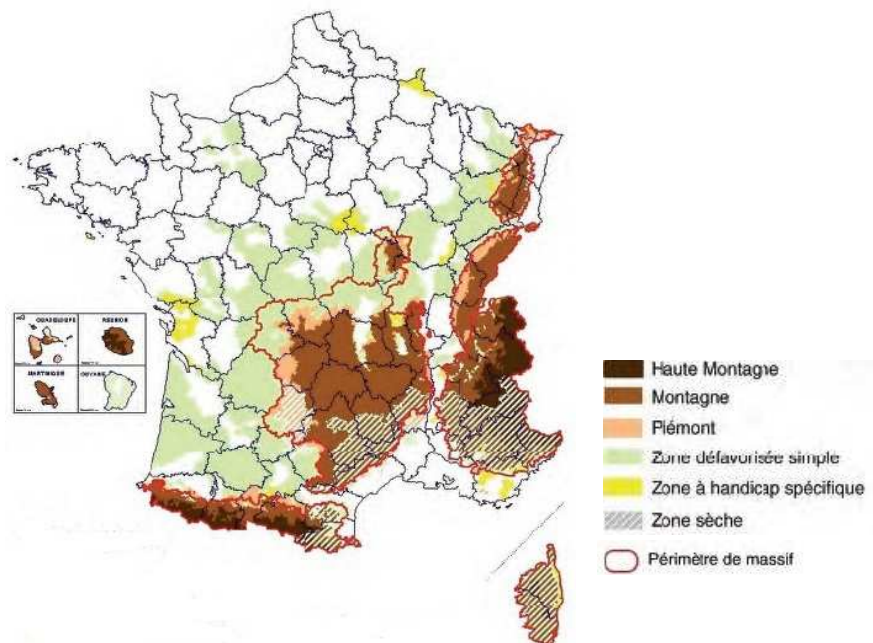 GUADELOUPE
REUNION
MARTINIQUE
GUYANE
Haute Montagne
Montagne
Piémont
Zone défavorisée simple
Zone à handicap spécifique
Zone sèche
Périmètre de massif